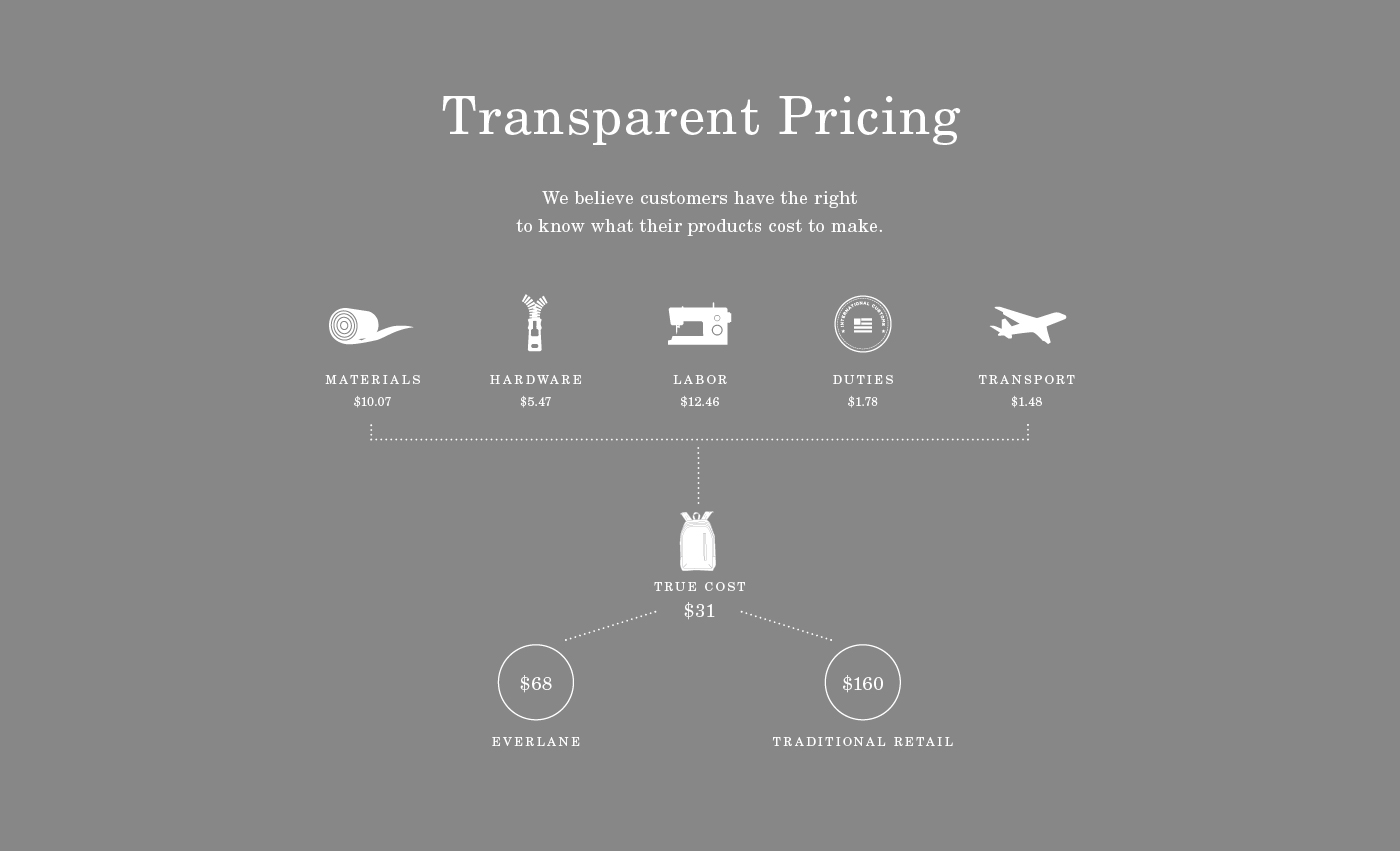 Transparent Pricing
We believe customers have the right
to know what their products cost to make.
INTERNATIONAL CUSTOMS
MATERIALS HARDWARE LABOR DUTIES TRANSPORT
$10.07 $5.47 $12.46 $1.78 $1.48
TRUE COST
$31
$68 $160
EVERLANE TRADITIONAL RETAIL